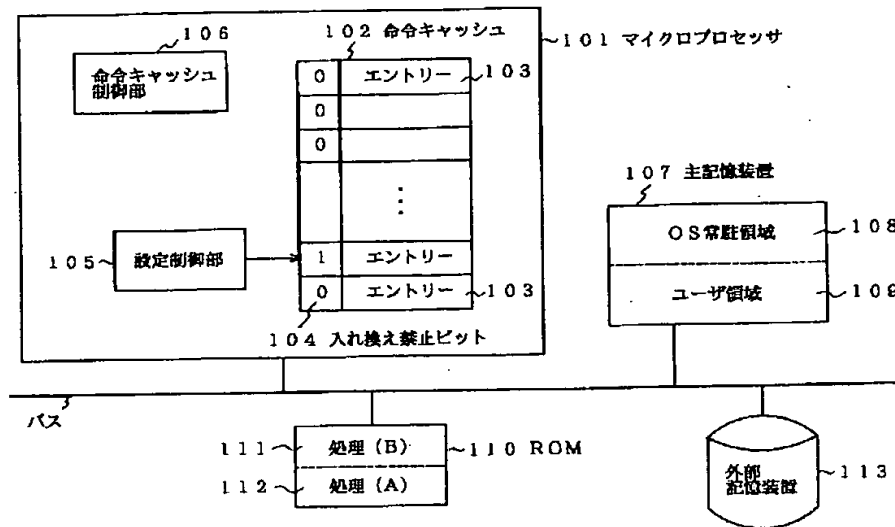 106
命令キャッシュ
制御部
102 命令キャッシュ
101 マイクロプロセッサ
0 エントリー
103
0
0
⋮
105
設定制御部
1 エントリー
0 エントリー
103
104 入れ換え禁止ビット
107 主記憶装置
OS常駐領域
108
ユーザ領域
109
バス
111
処理(B)
110 ROM
112
処理(A)
外部
記憶装置
113